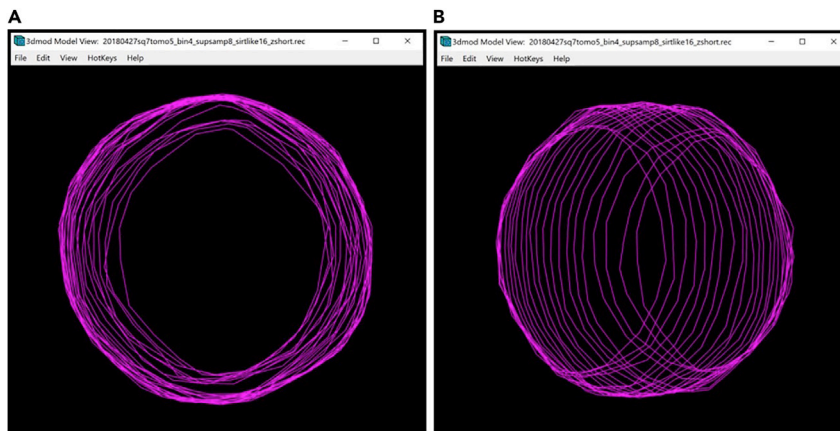 A
3dmod Model View: 20180427sq7tomo5_bin4_supsamp8_sirtlike16_zshort.rec
File Edit View HotKeys Help
B
3dmod Model View: 20180427sq7tomo5_bin4_supsamp8_sirtlike16_zshort.rec
File Edit View HotKeys Help